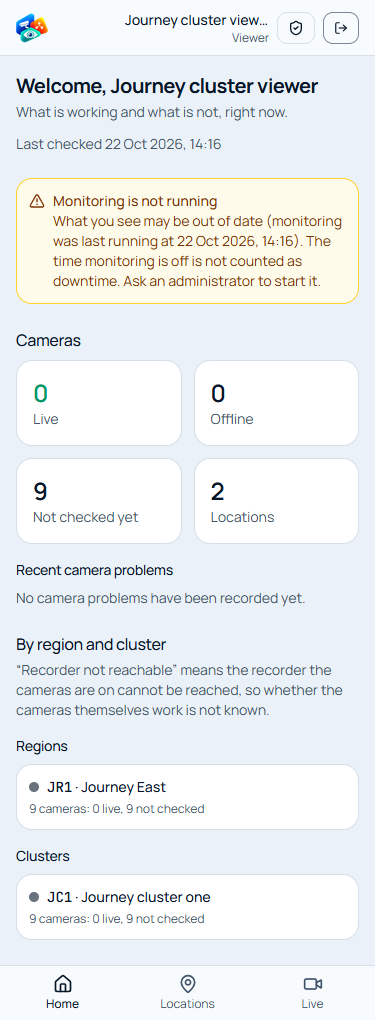 Journey cluster view...
Viewer
Welcome, Journey cluster viewer
What is working and what is not, right now.
Last checked 22 Oct 2026, 14:16
Monitoring is not running
What you see may be out of date (monitoring
was last running at 22 Oct 2026, 14:16). The
time monitoring is off is not counted as
downtime. Ask an administrator to start it.
Cameras
0
Live
0
Offline
9
Not checked yet
2
Locations
Recent camera problems
No camera problems have been recorded yet.
By region and cluster
“Recorder not reachable” means the recorder the
cameras are on cannot be reached, so whether the
cameras themselves work is not known.
Regions
JR1 · Journey East
9 cameras: 0 live, 9 not checked
Clusters
JC1 · Journey cluster one
9 cameras: 0 live, 9 not checked
Home
Locations
Live